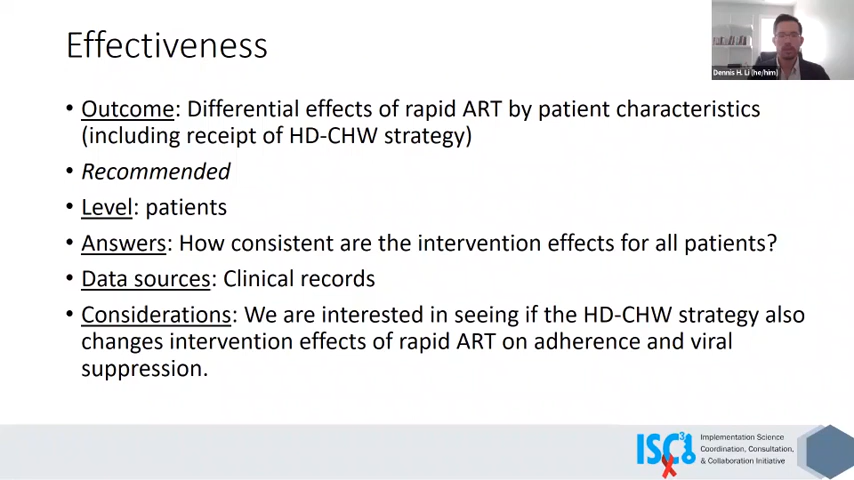 Effectiveness
Dennis H. Li (he/him)
• Outcome: Differential effects of rapid ART by patient characteristics
(including receipt of HD-CHW strategy)
• Recommended
• Level: patients
• Answers: How consistent are the intervention effects for all patients?
• Data sources: Clinical records
• Considerations: We are interested in seeing if the HD-CHW strategy also
changes intervention effects of rapid ART on adherence and viral
suppression.
ISC3I
Implementation Science
Coordination, Consultation,
& Collaboration Initiative